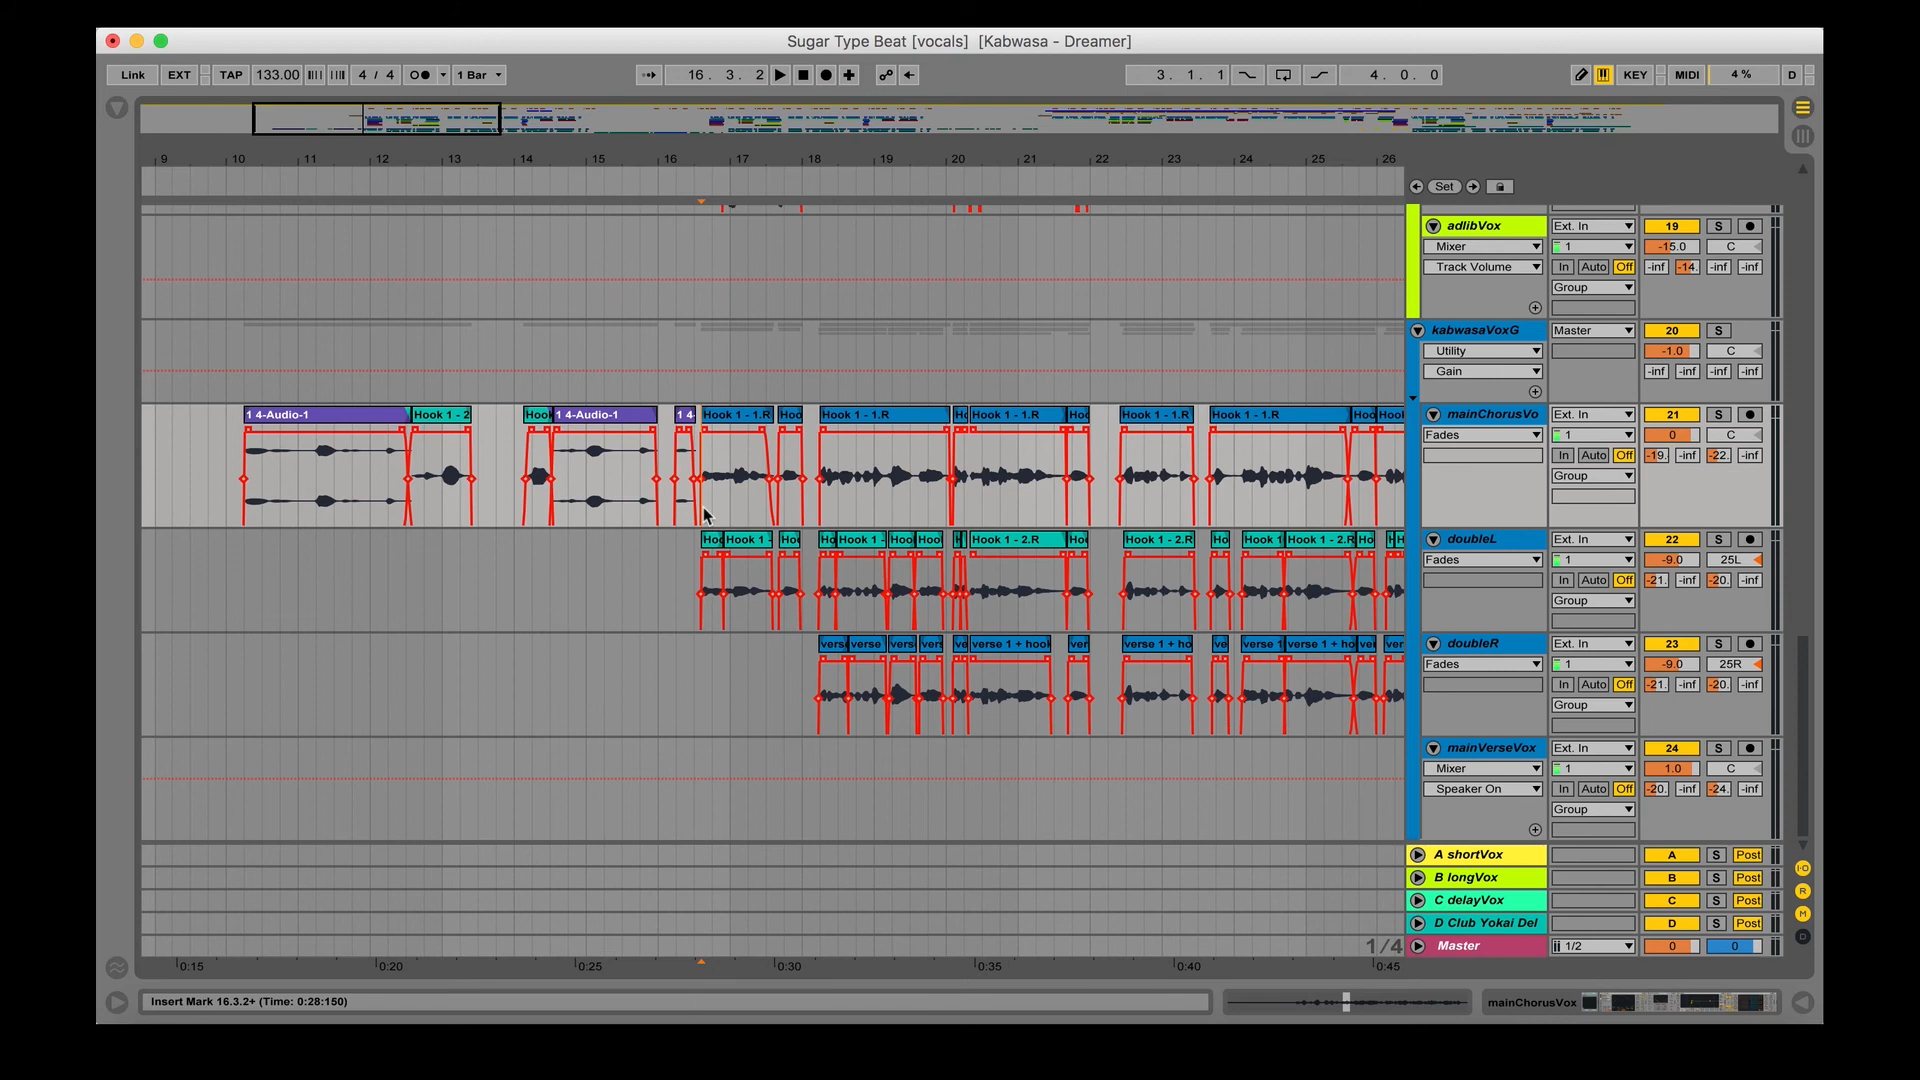 Sugar Type Beat [vocals] [Kabwasa - Dreamer]
Link EXT TAP 133.00 4 / 4 1 Bar 16. 3. 2 3. 1. 1 4. 0. 0 KEY MIDI 4 % D
9 10 11 12 13 14 15 16 17 18 19 20 21 22 23 24 25 26
Set
adlibVox Ext. In 19 S
Mixer 1 -15.0 C
Track Volume In Auto Off -inf -14. -inf -inf
Group
kabwasaVoxG Master 20 S
Utility -1.0 C
Gain -inf -inf -inf -inf
1 4-Audio-1 Hook 1 - 2 Hook 1 4-Audio-1 1 4- Hook 1 - 1.R Hoo Hook 1 - 1.R Ho Hook 1 - 1.R Hoo Hook 1 - 1.R Hook 1 - 1.R Hoo Hook mainChorusVo Ext. In 21 S
Fades 1 0 C
In Auto Off -19. -inf -22. -inf
Group
Hoo Hook 1 - Hoo Ho Hook 1 - Hoo Hoo Hook 1 - 2.R Ho Hook 1 - 2.R Ho Hook 1 Hook 1 - 2.R Ho H doubleL Ext. In 22 S
Fades 1 -9.0 25L
In Auto Off -21. -inf -20. -inf
Group
vers verse vers vers ve verse 1 + hool ver verse 1 + ho ve verse 1 verse 1 + ho ver ver doubleR Ext. In 23 S
Fades 1 -9.0 25R
In Auto Off -21. -inf -20. -inf
Group
mainVerseVox Ext. In 24 S
Mixer 1 1.0 C
Speaker On In Auto Off -20. -inf -24. -inf
Group
A shortVox A S Post
B longVox B S Post
C delayVox C S Post
D Club Yokai Del D S Post
1/4 Master 1/2 0 0
0:15 0:20 0:25 0:30 0:35 0:40 0:45
I-O
R
M
D
Insert Mark 16.3.2+ (Time: 0:28:150) mainChorusVox